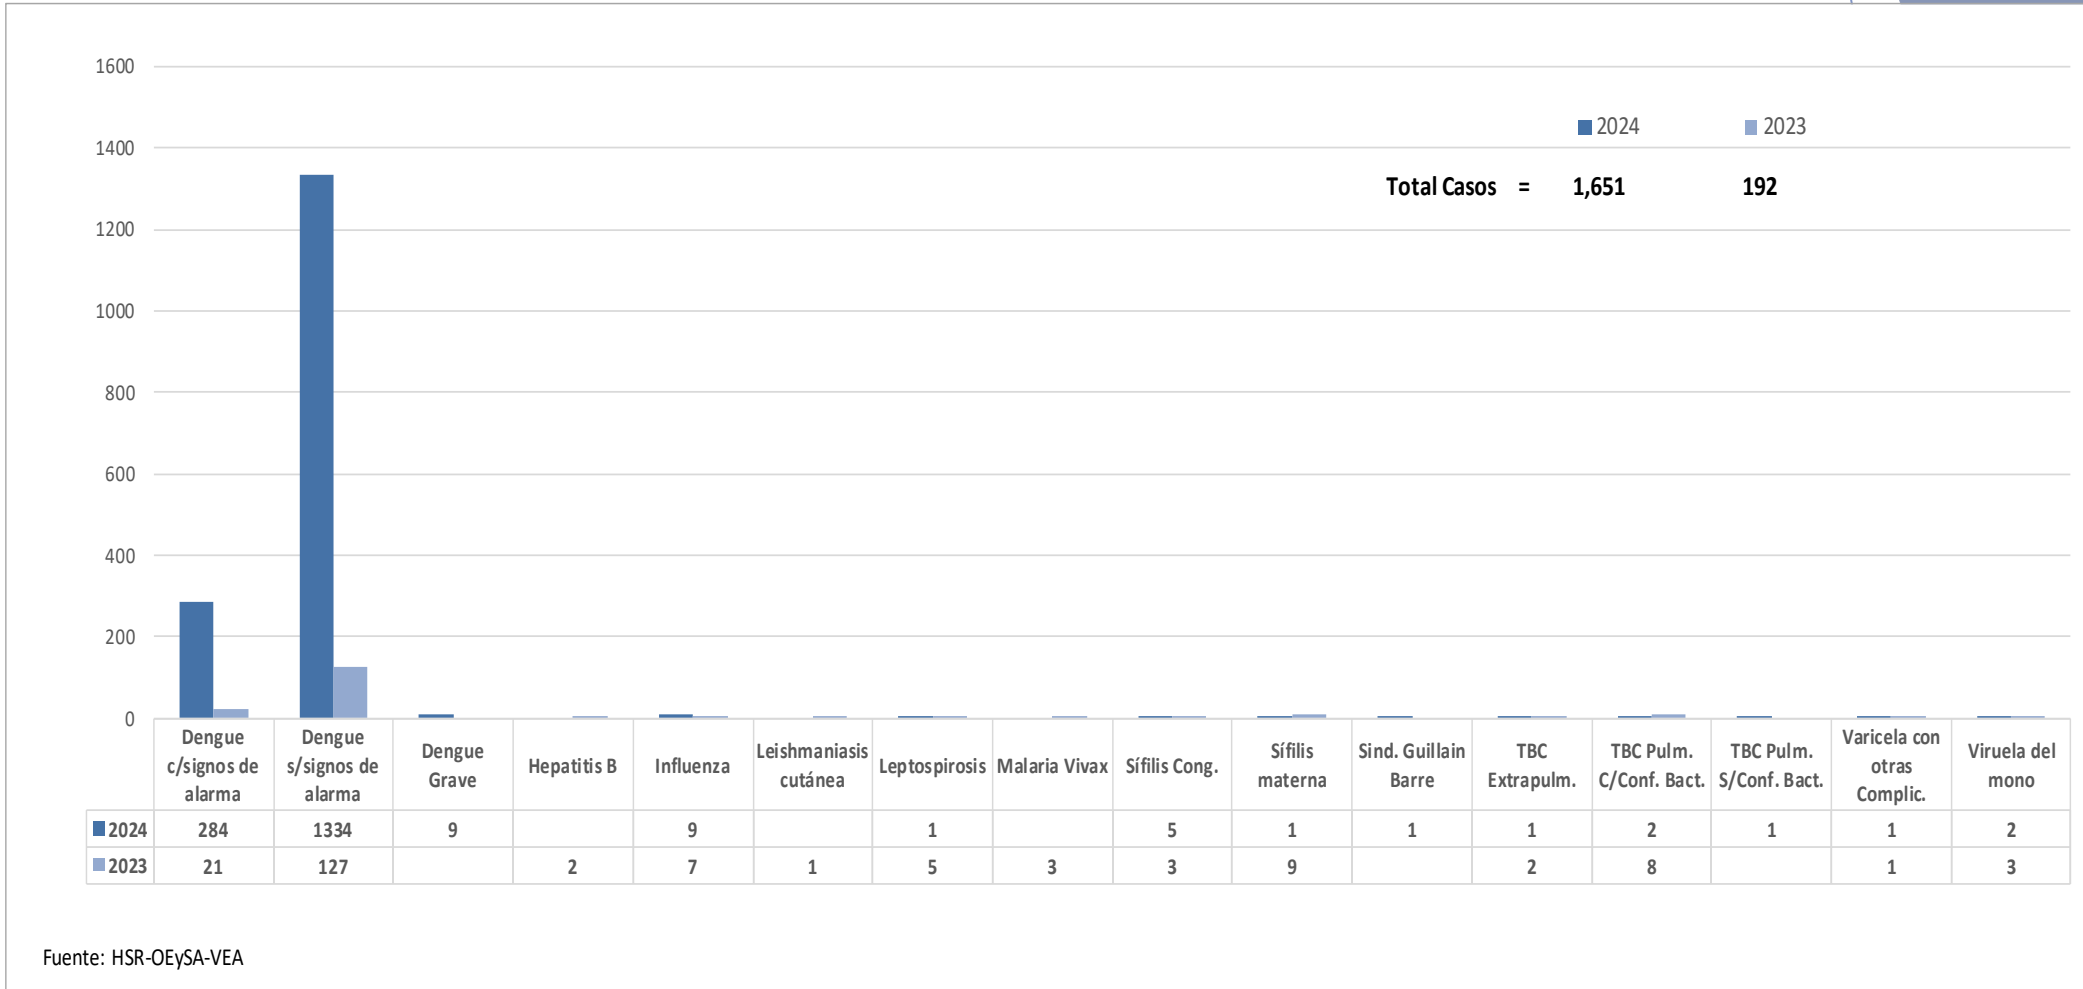 1600
1400
1200
1000
800
600
400
200
0
2024 2023
Total Casos = 1,651 192
Dengue c/signos de alarma
Dengue s/signos de alarma
Dengue Grave
Hepatitis B
Influenza
Leishmaniasis cutánea
Leptospirosis
Malaria Vivax
Sífilis Cong.
Sífilis materna
Sind. Guillain Barre
TBC Extrapulm.
TBC Pulm. C/Conf. Bact.
TBC Pulm. S/Conf. Bact.
Varicela con otras Complic.
Viruela del mono
2024 284 1334 9 9 1 5 1 1 1 2 1 1 2
2023 21 127 2 7 1 5 3 3 9 2 8 1 3
Fuente: HSR-OEySA-VEA